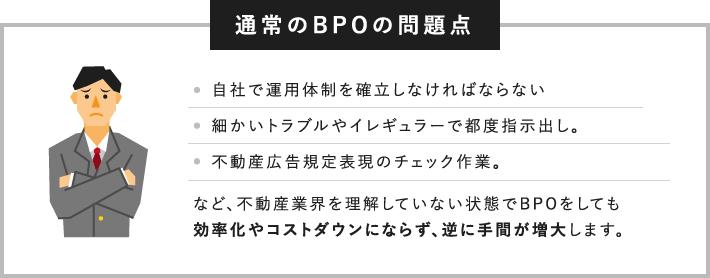 通常のBPOの問題点
自社で運用体制を確立しなければならない
細かいトラブルやイレギュラーで都度指示出し。
不動産広告規定表現のチェック作業。
など、不動産業界を理解していない状態でBPOをしても
効率化やコストダウンにならず、逆に手間が増大します。